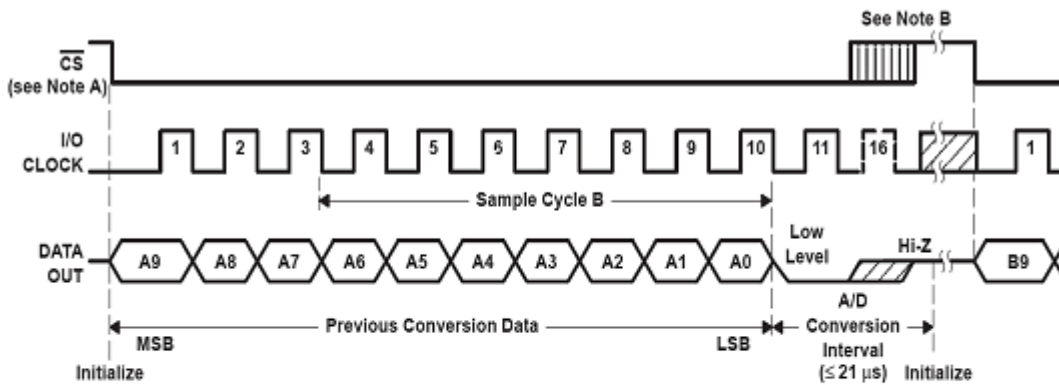 See Note B
CS
(see Note A)
I/O
CLOCK
1 2 3 4 5 6 7 8 9 10 11 16 1
Sample Cycle B
DATA
OUT
A9 A8 A7 A6 A5 A4 A3 A2 A1 A0
Low
Level
Hi-Z
B9
A/D
Previous Conversion Data
Conversion
MSB
LSB
Interval
(≤ 21 μs)
Initialize
Initialize